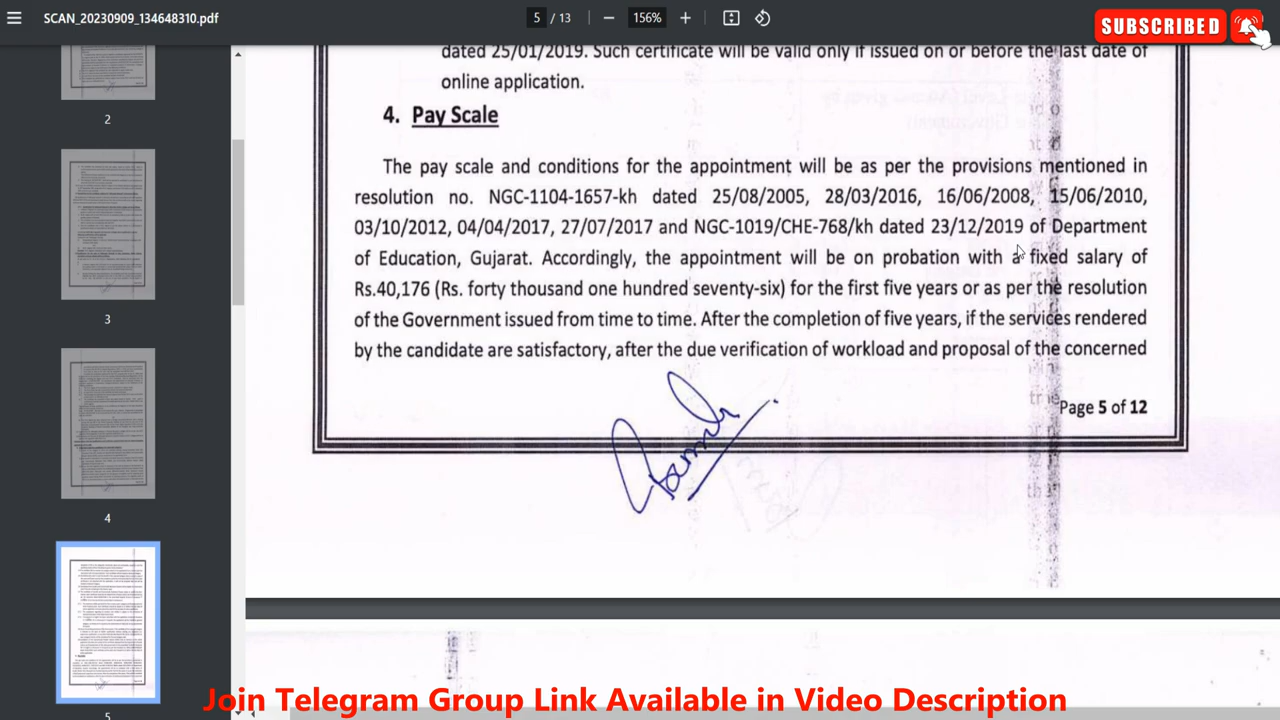 SCAN_20230909_134648310.pdf
5 / 13
156%
SUBSCRIBED
2
3
4
5
dated 25/01/2019. Such certificate will be valid only if issued on or before the last date of
online application.
4. Pay Scale
The pay scale and conditions for the appointment will be as per the provisions mentioned in
resolution no. NGC-1104-1657-kh dated 25/08/2005, 28/03/2016, 16/06/2008, 15/06/2010,
03/10/2012, 04/04/2017, 27/07/2017 and NGC-1019/CHE-768/kh dated 23/12/2019 of Department
of Education, Gujarat. Accordingly, the appointment will be on probation with a fixed salary of
Rs.40,176 (Rs. forty thousand one hundred seventy-six) for the first five years or as per the resolution
of the Government issued from time to time. After the completion of five years, if the services rendered
by the candidate are satisfactory, after the due verification of workload and proposal of the concerned
Page 5 of 12
Join Telegram Group Link Available in Video Description